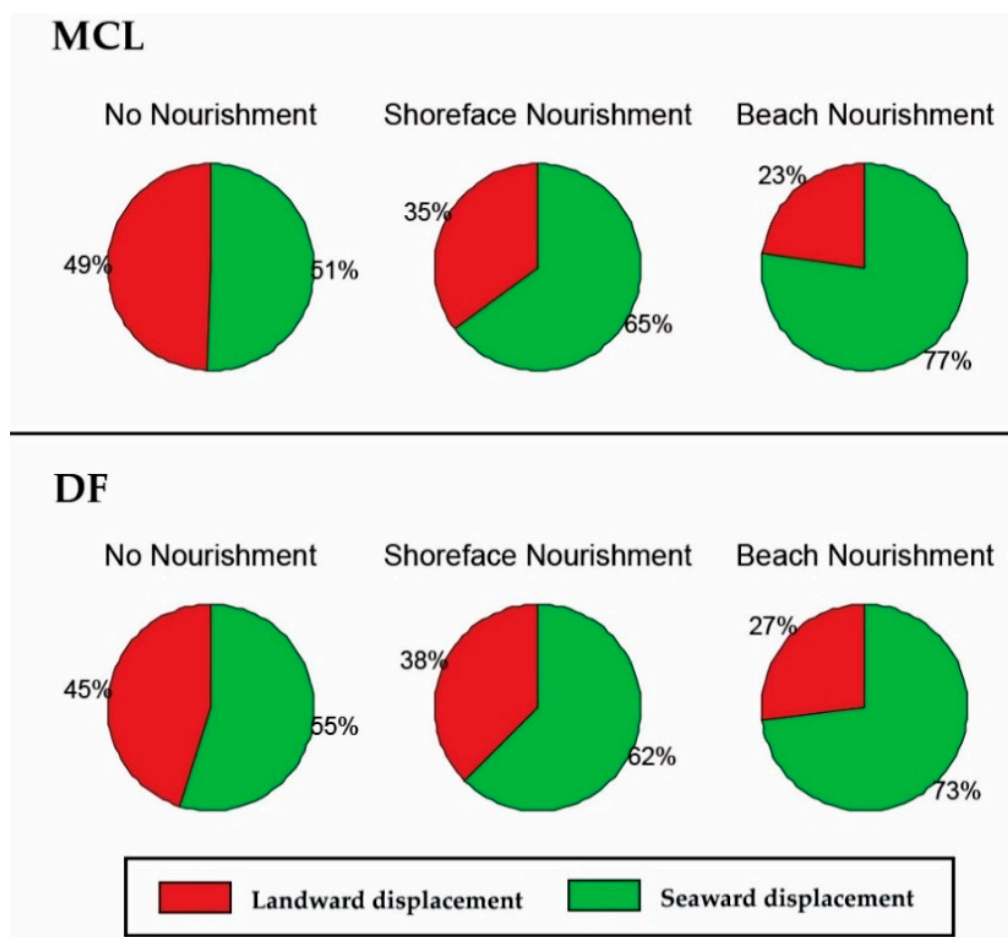 MCL
No Nourishment
Shoreface Nourishment
Beach Nourishment
49%
51%
35%
65%
23%
77%
DF
No Nourishment
Shoreface Nourishment
Beach Nourishment
45%
55%
38%
62%
27%
73%
Landward displacement
Seaward displacement